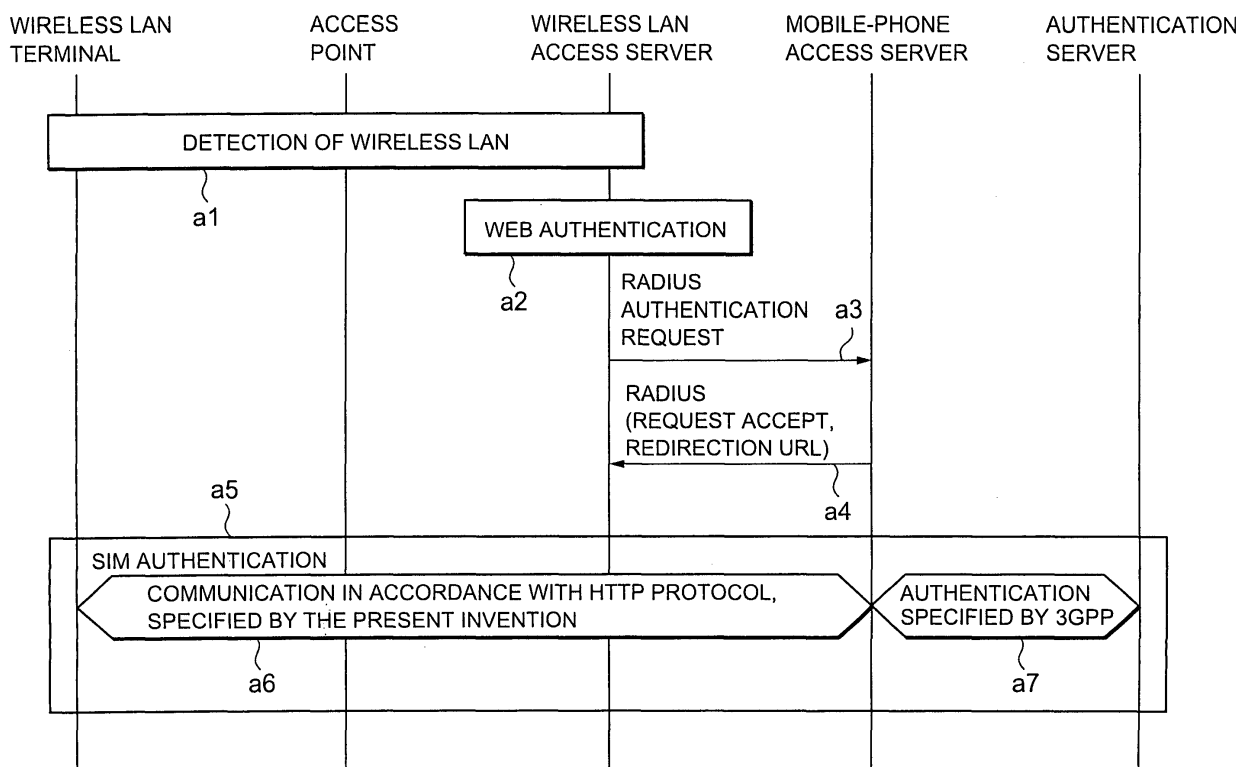 WIRELESS LAN
TERMINAL
ACCESS
POINT
WIRELESS LAN
ACCESS SERVER
MOBILE-PHONE
ACCESS SERVER
AUTHENTICATION
SERVER
DETECTION OF WIRELESS LAN
a1
WEB AUTHENTICATION
a2
RADIUS
AUTHENTICATION
REQUEST
a3
RADIUS
(REQUEST ACCEPT,
REDIRECTION URL)
a4
a5
SIM AUTHENTICATION
COMMUNICATION IN ACCORDANCE WITH HTTP PROTOCOL,
SPECIFIED BY THE PRESENT INVENTION
AUTHENTICATION
SPECIFIED BY 3GPP
a6
a7